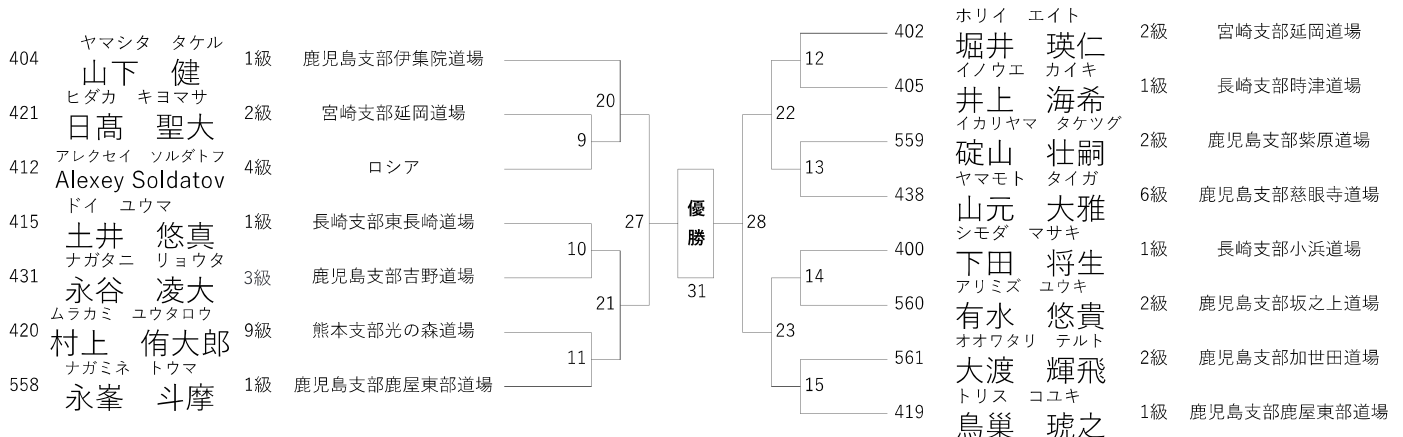 ヤマシタ　タケル
404 山下　健 1級 鹿児島支部伊集院道場
ヒダカ　キヨマサ
421 日髙　聖大 2級 宮崎支部延岡道場
アレクセイ　ソルダトフ
412 Alexey Soldatov 4級 ロシア
ドイ　ユウマ
415 土井　悠真 1級 長崎支部東長崎道場
ナガタニ　リョウタ
431 永谷　凌大 3級 鹿児島支部吉野道場
ムラカミ　ユウタロウ
420 村上　侑大郎 9級 熊本支部光の森道場
ナガミネ　トウマ
558 永峯　斗摩 1級 鹿児島支部鹿屋東部道場
20
9
10
21
11
27
優勝
31
28
12
22
13
14
23
15
ホリイ　エイト
402 堀井　瑛仁 2級 宮崎支部延岡道場
イノウエ　カイキ
405 井上　海希 1級 長崎支部時津道場
イカリヤマ　タケツグ
559 碇山　壮嗣 2級 鹿児島支部紫原道場
ヤマモト　タイガ
438 山元　大雅 6級 鹿児島支部慈眼寺道場
シモダ　マサキ
400 下田　将生 1級 長崎支部小浜道場
アリミズ　ユウキ
560 有水　悠貴 2級 鹿児島支部坂之上道場
オオワタリ　テルト
561 大渡　輝飛 2級 鹿児島支部加世田道場
トリス　コユキ
419 鳥巣　琥之 1級 鹿児島支部鹿屋東部道場